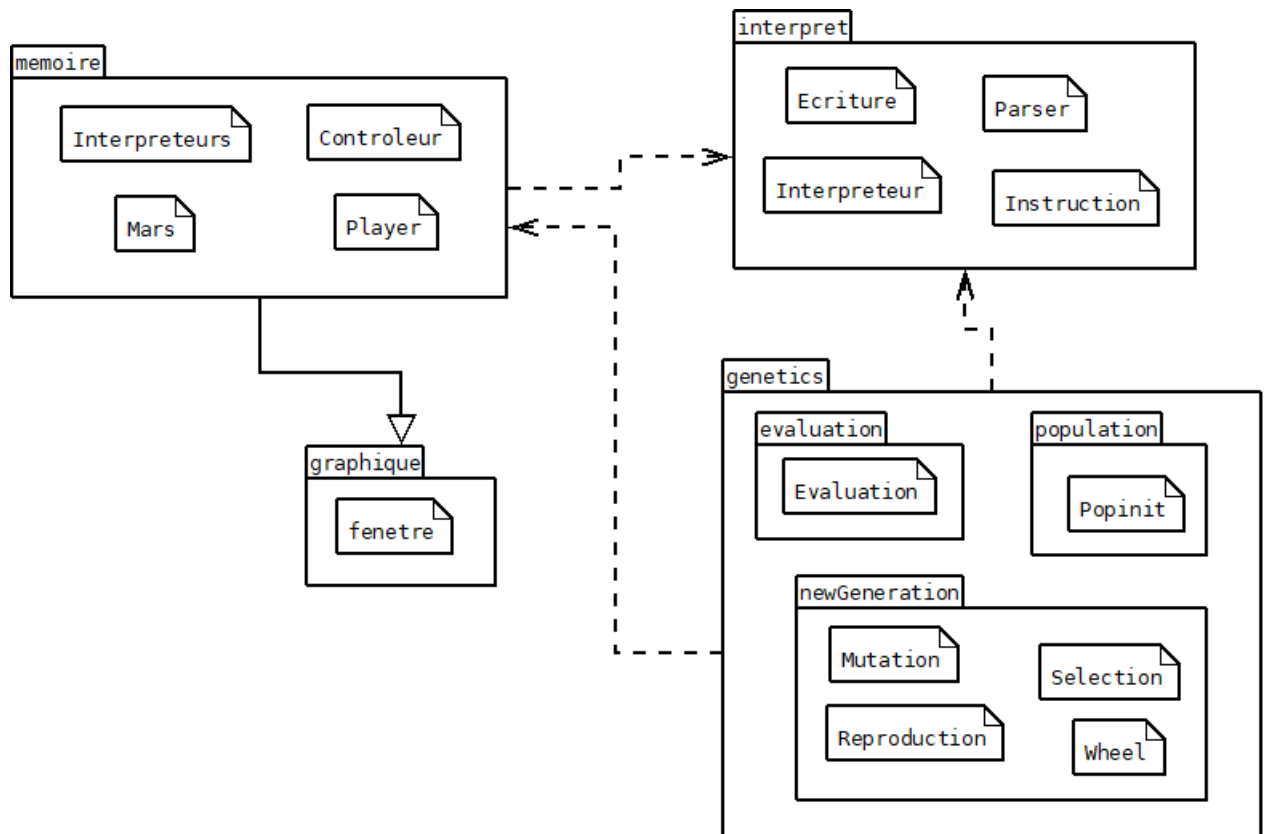 memoire
Interpreteurs
Controleur
Mars
Player
interpret
Ecriture
Parser
Interpreteur
Instruction
graphique
fenetre
genetics
evaluation
Evaluation
population
Popinit
newGeneration
Mutation
Selection
Reproduction
Wheel